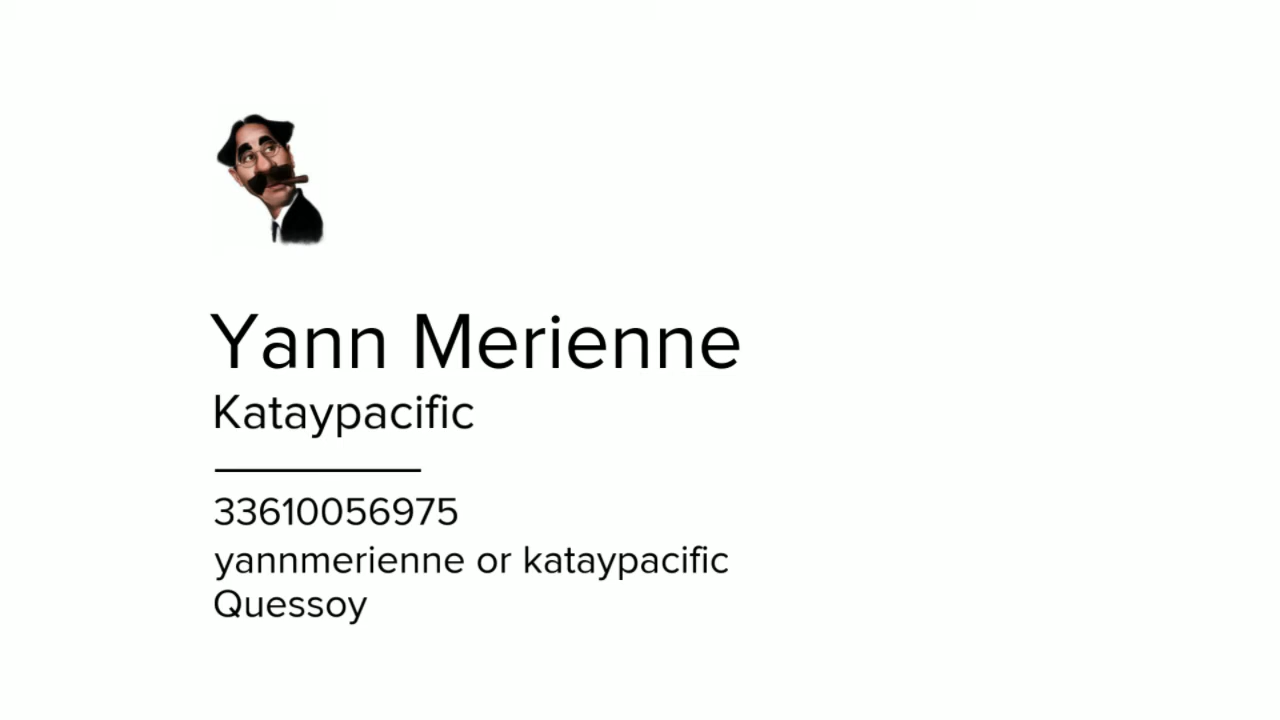 Yann Merienne
Kataypacific
33610056975
yannmerienne or kataypacific
Quessoy